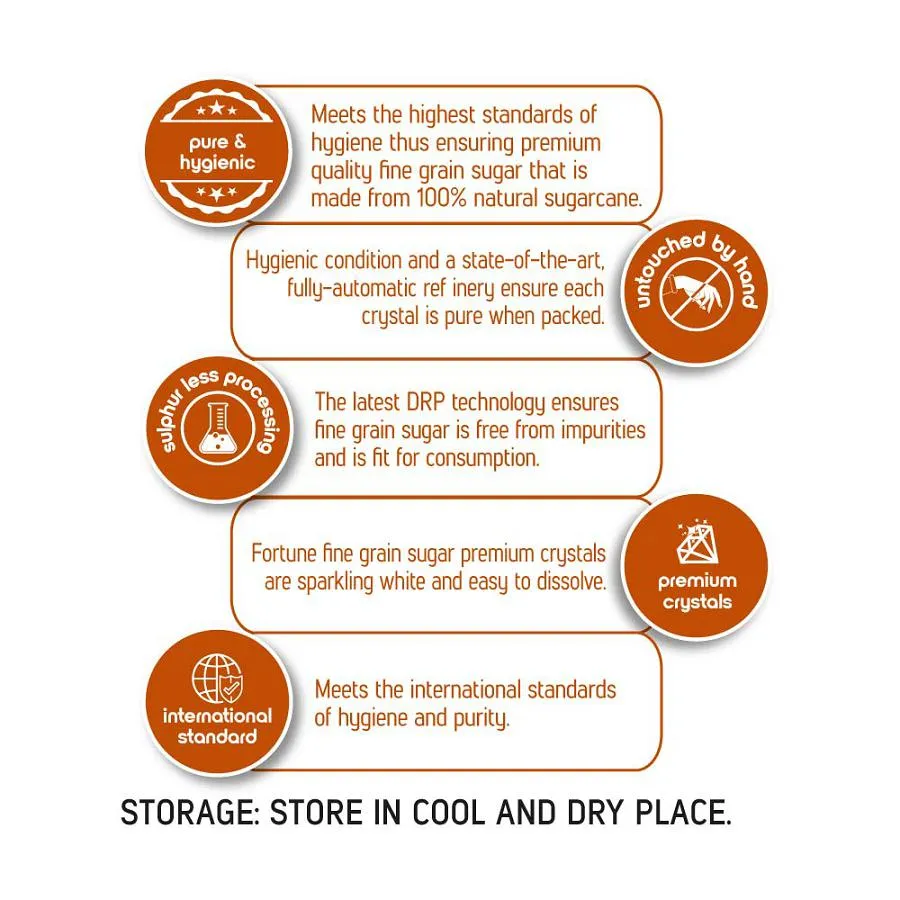 pure &
hygienic
Meets the highest standards of
hygiene thus ensuring premium
quality fine grain sugar that is
made from 100% natural sugarcane.
Hygienic condition and a state-of-the-art,
fully-automatic ref inery ensure each
crystal is pure when packed.
untouched by hand
sulphur less processing
The latest DRP technology ensures
fine grain sugar is free from impurities
and is fit for consumption.
Fortune fine grain sugar premium crystals
are sparkling white and easy to dissolve.
premium
crystals
international
standard
Meets the international standards
of hygiene and purity.
STORAGE: STORE IN COOL AND DRY PLACE.